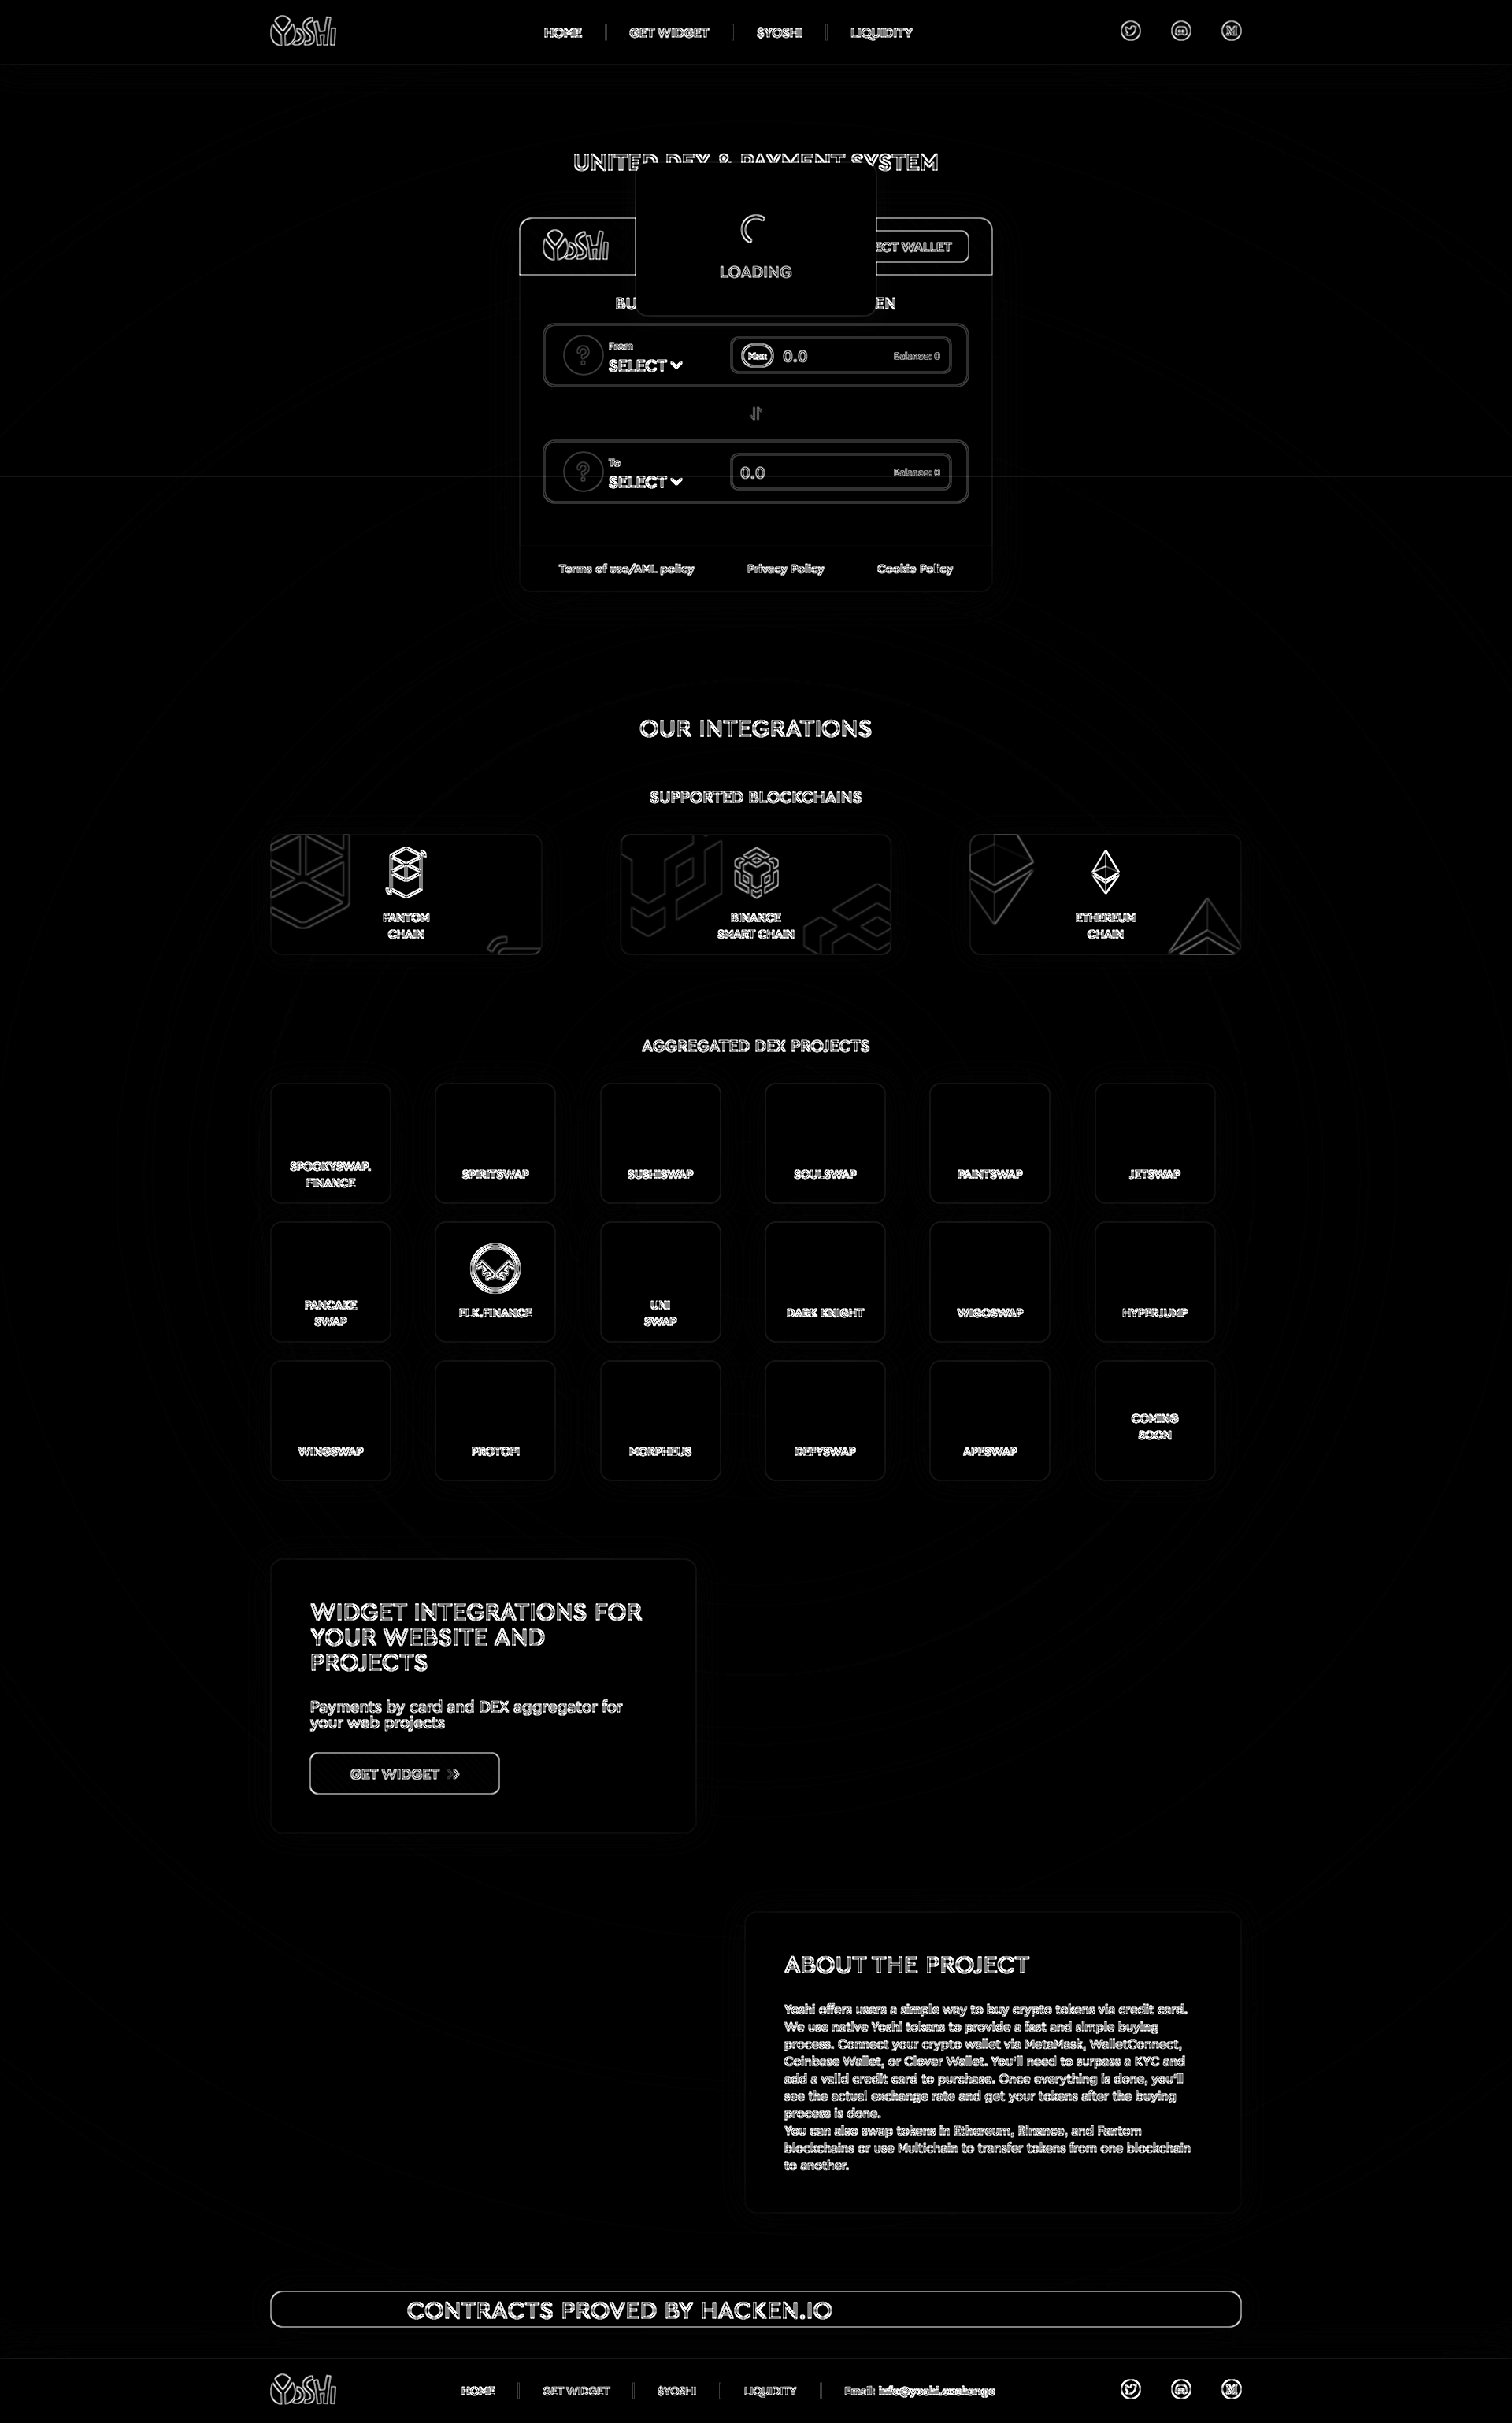 YOSHI
HOME
GET WIDGET
$YOSHI
LIQUIDITY
UNITED DEX & PAYMENT SYSTEM
YOSHI
LOADING
ECT WALLET
BU
EN
From
SELECT
Max
0.0
Balance: 0
To
SELECT
0.0
Balance: 0
Terms of use/AML policy
Privacy Policy
Cookie Policy
OUR INTEGRATIONS
SUPPORTED BLOCKCHAINS
FANTOM
CHAIN
BINANCE
SMART CHAIN
ETHEREUM
CHAIN
AGGREGATED DEX PROJECTS
SPOOKYSWAP.
FINANCE
SPIRITSWAP
SUSHISWAP
SOULSWAP
PAINTSWAP
JETSWAP
PANCAKE
SWAP
ELK.FINANCE
UNI
SWAP
DARK KNIGHT
WIGOSWAP
HYPERJUMP
WINGSWAP
PROTOFI
MORPHEUS
DEFYSWAP
APESWAP
COMING
SOON
WIDGET INTEGRATIONS FOR
YOUR WEBSITE AND
PROJECTS
Payments by card and DEX aggregator for
your web projects
GET WIDGET
ABOUT THE PROJECT
Yoshi offers users a simple way to buy crypto tokens via credit card.
We use native Yoshi tokens to provide a fast and simple buying
process. Connect your crypto wallet via MetaMask, WalletConnect,
Coinbase Wallet, or Clover Wallet. You'll need to surpass a KYC and
add a valid credit card to purchase. Once everything is done, you'll
see the actual exchange rate and get your tokens after the buying
process is done.
You can also swap tokens in Ethereum, Binance, and Fantom
blockchains or use Multichain to transfer tokens from one blockchain
to another.
CONTRACTS PROVED BY HACKEN.IO
YOSHI
HOME
GET WIDGET
$YOSHI
LIQUIDITY
Email: info@yoshi.exchange